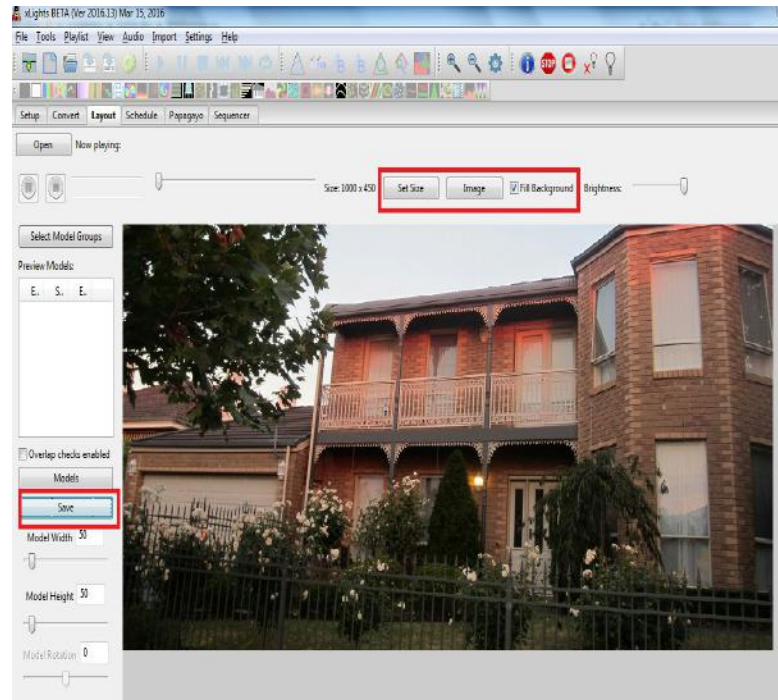 xLights BETA (Ver 2016.13) Mar 15, 2016
File Tools Playlist View Audio Import Settings Help
STOP
Setup Convert Layout Schedule Papagayo Sequencer
Open Now playing:
Size: 1000 x 450 Set Size Image Fill Background Brightness:
Select Model Groups
Preview Models:
E.. S.. E..
Overlap checks enabled
Models
Save
Model Width 50
Model Height 50
Model Rotation 0